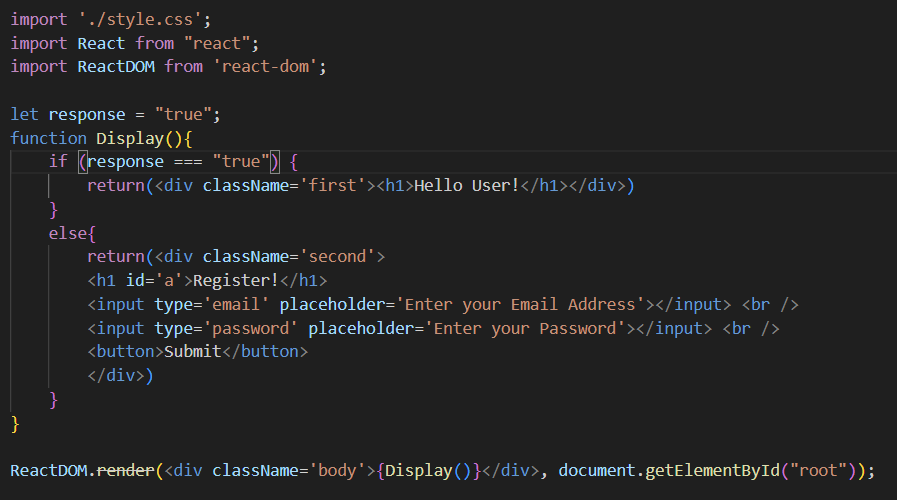 import './style.css';
import React from "react";
import ReactDOM from 'react-dom';

let response = "true";
function Display(){
    if (response === "true") {
        return(<div className='first'><h1>Hello User!</h1></div>)
    }
    else{
        return(<div className='second'>
        <h1 id='a'>Register!</h1>
        <input type='email' placeholder='Enter your Email Address'></input> <br />
        <input type='password' placeholder='Enter your Password'></input> <br />
        <button>Submit</button>
        </div>)
    }
}

ReactDOM.render(<div className='body'>{Display()}</div>, document.getElementById("root"));